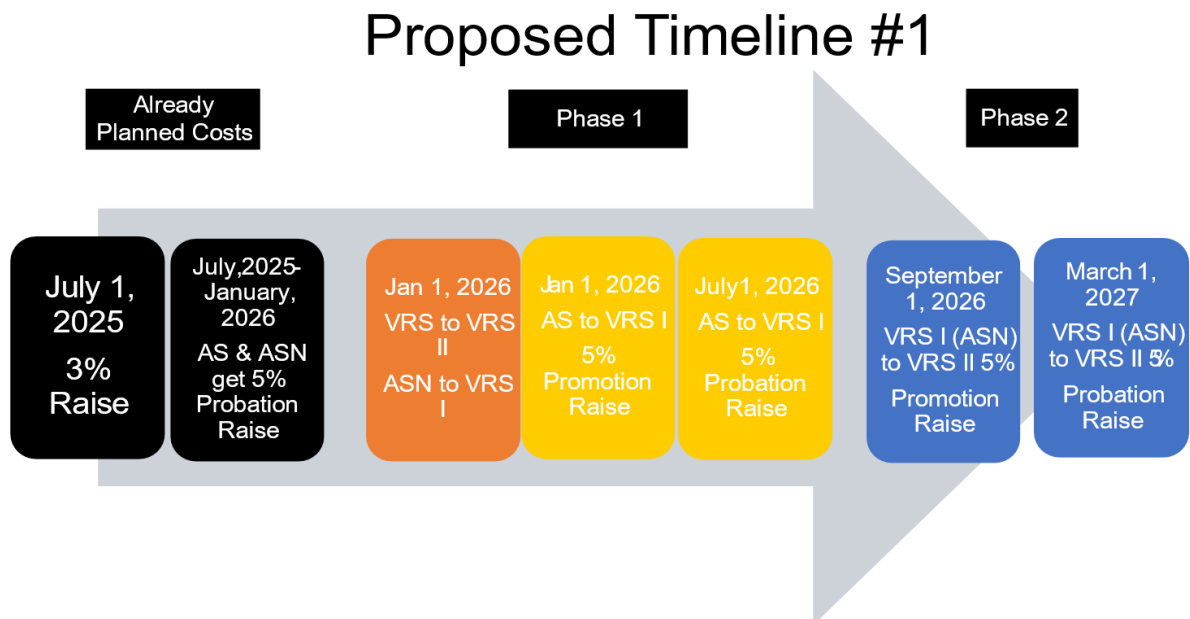 Proposed Timeline #1
Already
Planned Costs
Phase 1
Phase 2
July 1,
2025
3%
Raise
July,2025-
January,
2026
AS & ASN
get 5%
Probation
Raise
Jan 1, 2026
VRS to VRS
II
ASN to VRS
I
Jan 1, 2026
AS to VRS I
5%
Promotion
Raise
July1, 2026
AS to VRS I
5%
Probation
Raise
September
1, 2026
VRS I (ASN)
to VRS II 5%
Promotion
Raise
March 1,
2027
VRS I (ASN)
to VRS II 5%
Probation
Raise